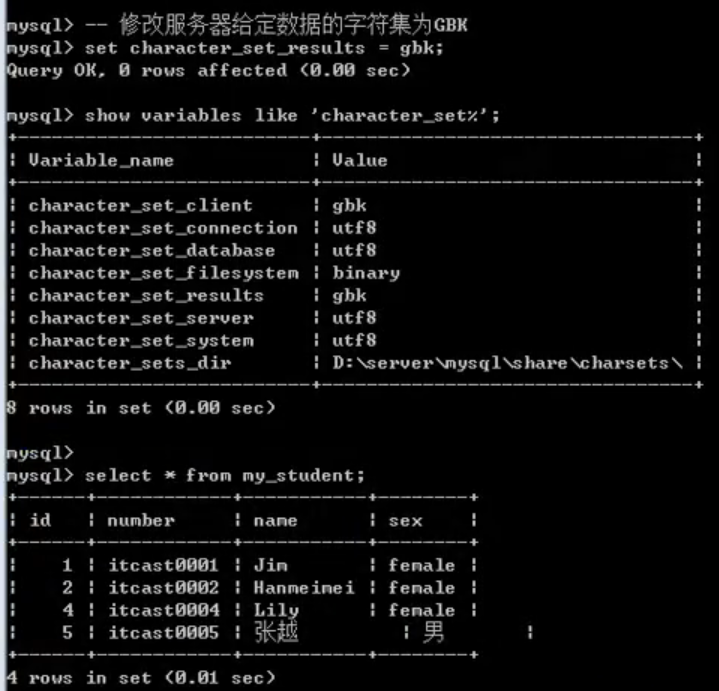 mysql> -- 修改服务器给定数据的字符集为GBK
mysql> set character_set_results = gbk;
Query OK, 0 rows affected (0.00 sec)
mysql> show variables like 'character_set%';
+--------------------------+---------------------------------+
| Variable_name            | Value                           |
+--------------------------+---------------------------------+
| character_set_client     | gbk                             |
| character_set_connection | utf8                            |
| character_set_database   | utf8                            |
| character_set_filesystem | binary                          |
| character_set_results    | gbk                             |
| character_set_server     | utf8                            |
| character_set_system     | utf8                            |
| character_sets_dir       | D:\server\mysql\share\charsets\ |
+--------------------------+---------------------------------+
8 rows in set (0.00 sec)
mysql>
mysql> select * from my_student;
+------+------------+-----------+--------+
| id   | number     | name      | sex    |
+------+------------+-----------+--------+
|    1 | itcast0001 | Jim       | female |
|    2 | itcast0002 | Hanmeimei | female |
|    4 | itcast0004 | Lily      | female |
|    5 | itcast0005 | 张越         | 男       |
+------+------------+-----------+--------+
4 rows in set (0.01 sec)